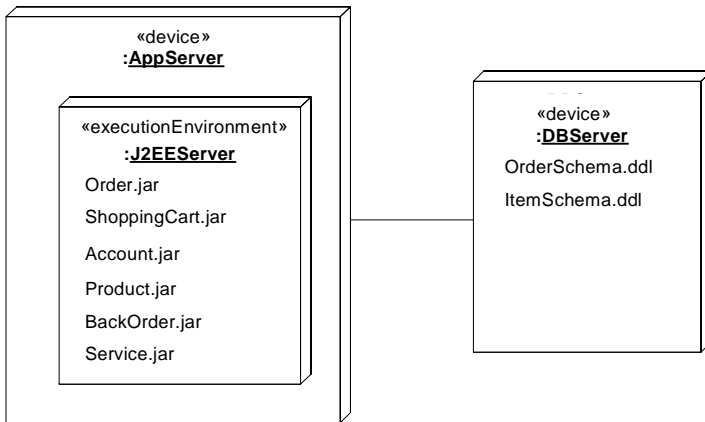 «device»
:AppServer
«executionEnvironment»
:J2EEServer
Order.jar
ShoppingCart.jar
Account.jar
Product.jar
BackOrder.jar
Service.jar
«device»
:DBServer
OrderSchema.ddl
ItemSchema.ddl